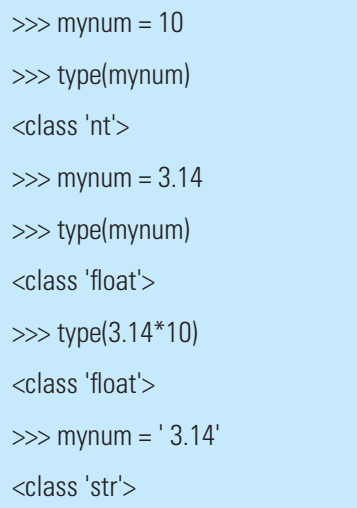 >>> mynum = 10
>>> type(mynum)
<class 'nt'>
>>> mynum = 3.14
>>> type(mynum)
<class 'float'>
>>> type(3.14*10)
<class 'float'>
>>> mynum = ' 3.14'
<class 'str'>